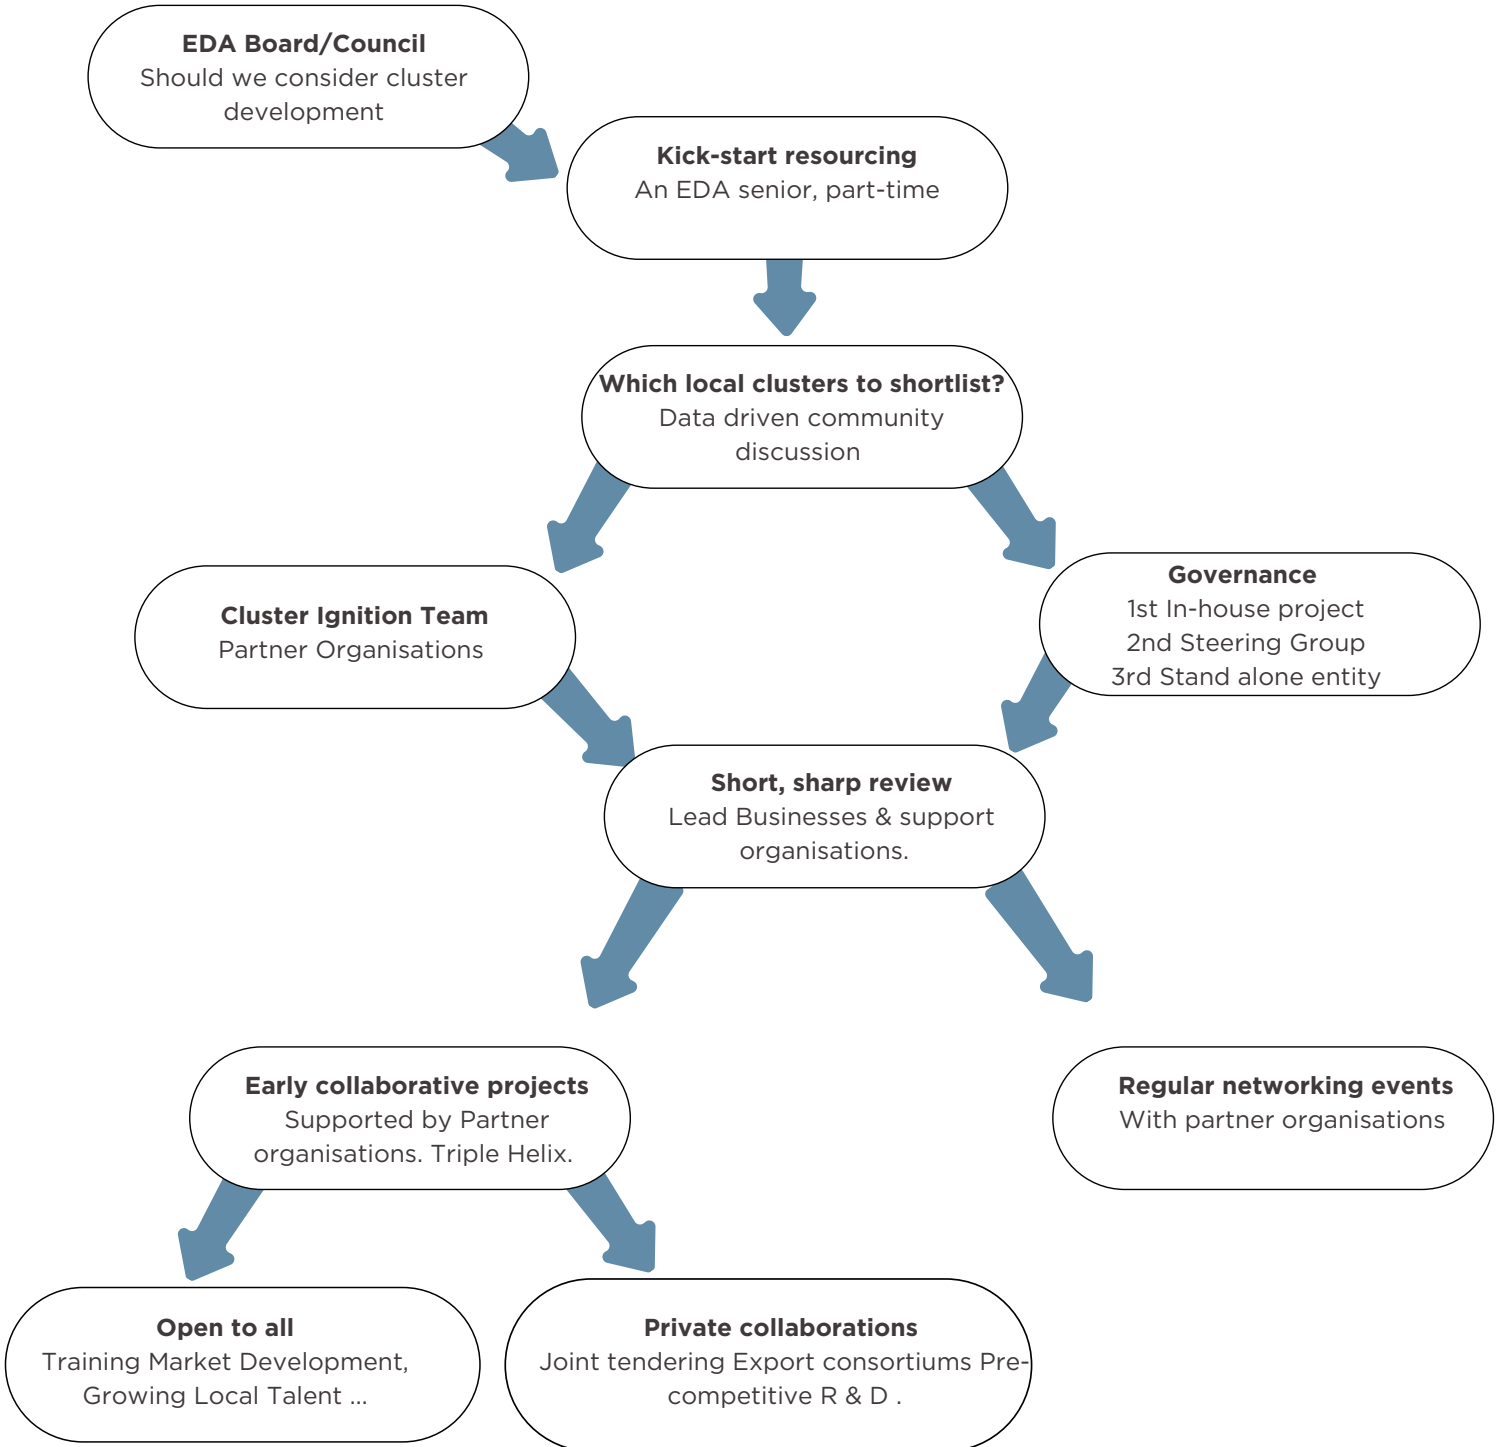 EDA Board/Council
Should we consider cluster
development
Kick-start resourcing
An EDA senior, part-time
Which local clusters to shortlist?
Data driven community
discussion
Cluster Ignition Team
Partner Organisations
Governance
1st In-house project
2nd Steering Group
3rd Stand alone entity
Short, sharp review
Lead Businesses & support
organisations.
Early collaborative projects
Supported by Partner
organisations. Triple Helix.
Regular networking events
With partner organisations
Open to all
Training Market Development,
Growing Local Talent ...
Private collaborations
Joint tendering Export consortiums Pre-
competitive R & D .